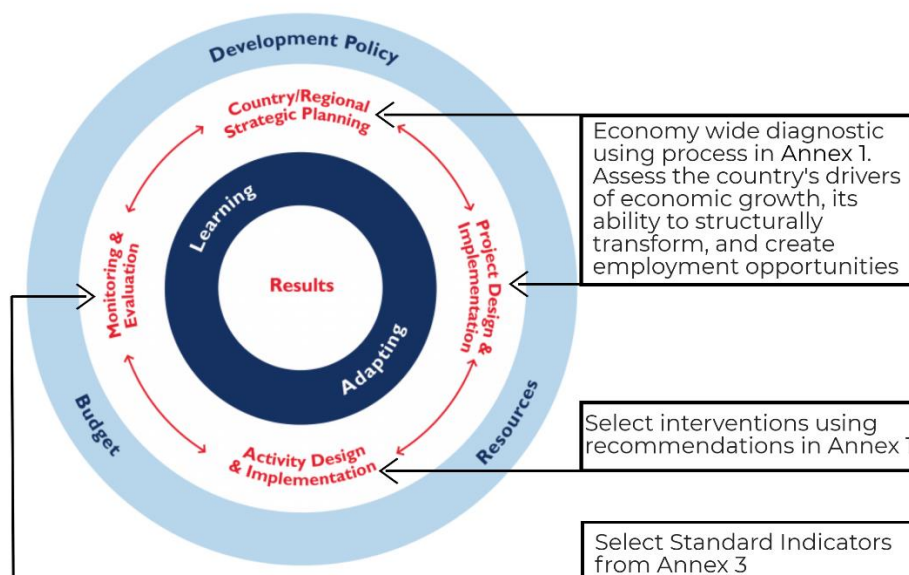 Development Policy
Country/Regional
Strategic Planning
Learning
Monitoring &
Evaluation
Results
Project Design &
Implementation
Adapting
Budget
Resources
Activity Design
& Implementation
Economy wide diagnostic
using process in Annex 1.
Assess the country's drivers
of economic growth, its
ability to structurally
transform, and create
employment opportunities
Select interventions using
recommendations in Annex 1
Select Standard Indicators
from Annex 3